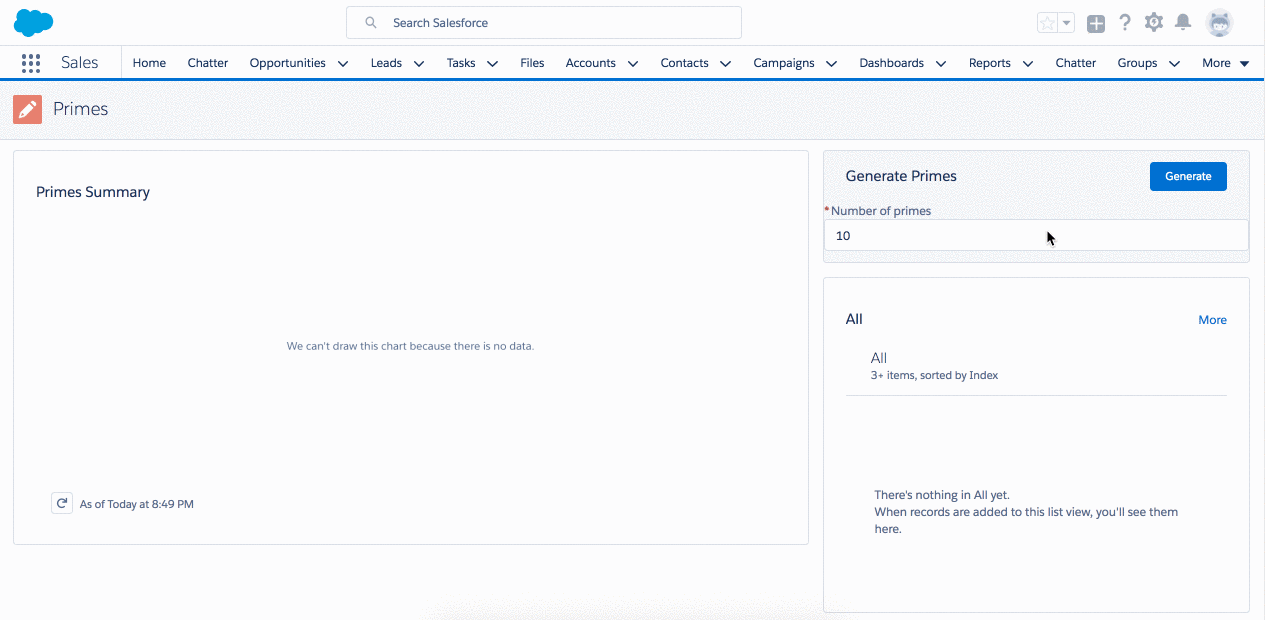 Search Salesforce
Sales
Home Chatter Opportunities Leads Tasks Files Accounts Contacts Campaigns Dashboards Reports Chatter Groups More
Primes
Primes Summary
We can't draw this chart because there is no data.
As of Today at 8:49 PM
Generate Primes
Generate
*Number of primes
10
All
More
All
3+ items, sorted by Index
There's nothing in All yet.
When records are added to this list view, you'll see them
here.